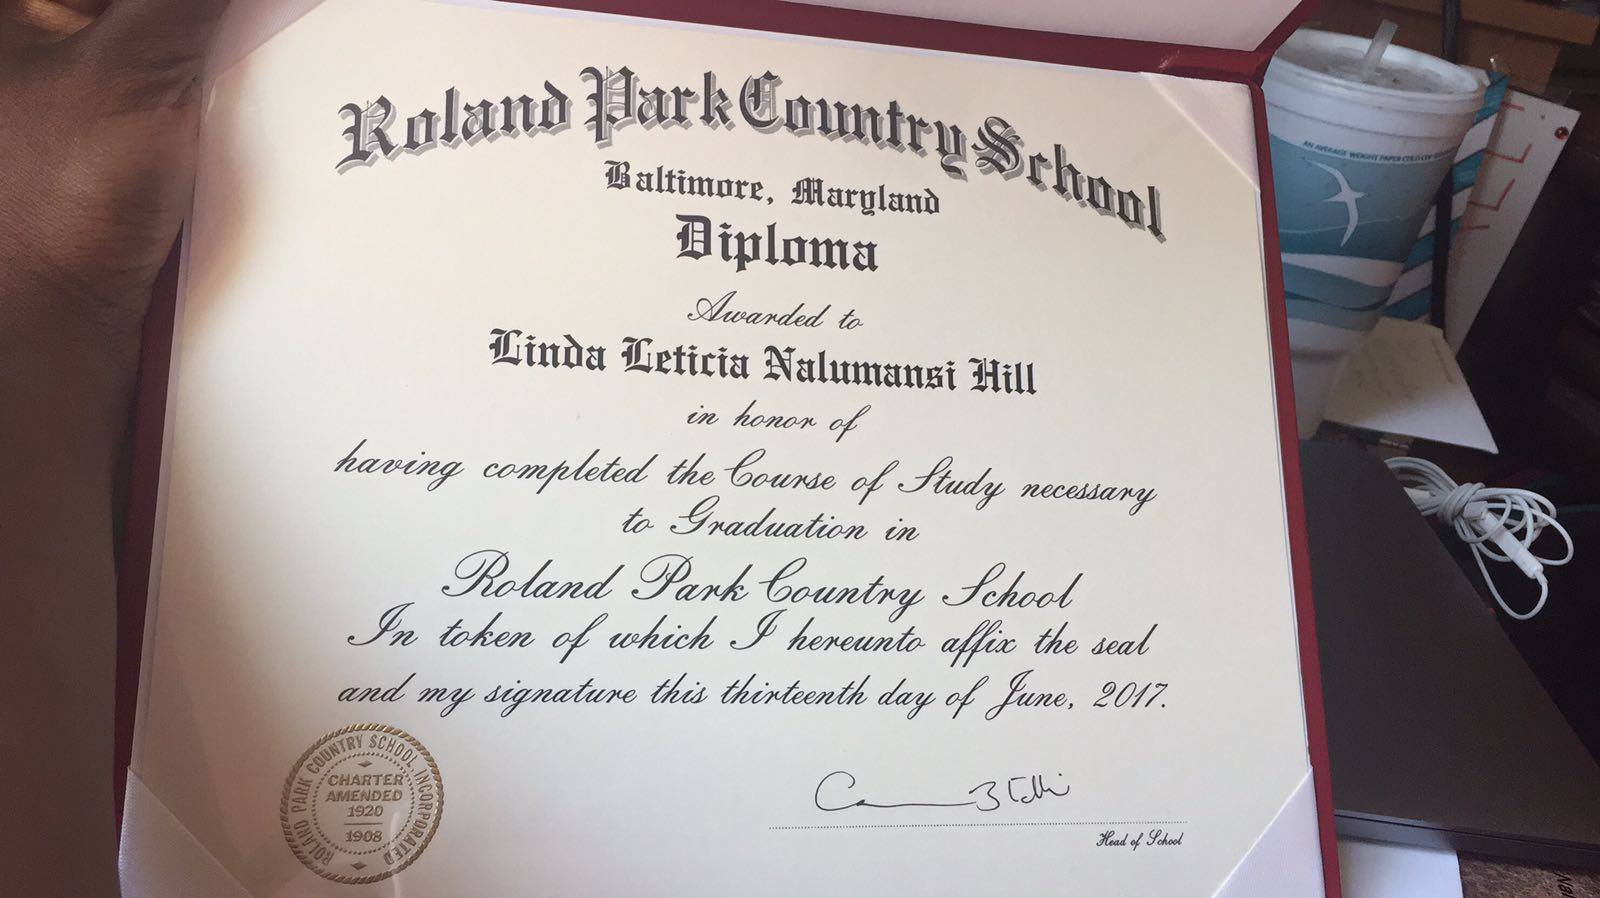 Roland Park Country School
Baltimore, Maryland
Diploma
Awarded to
Linda Leticia Nalumansi Hill
in honor of
having completed the Course of Study necessary
to Graduation in
Roland Park Country School
In token of which I hereunto affix the seal
and my signature this thirteenth day of June, 2017.
ROLAND PARK COUNTRY SCHOOL, INCORPORATED
CHARTER
AMENDED
1920
1908
Head of School
AN AVERAGE WEIGHT PAPER COLD CUP